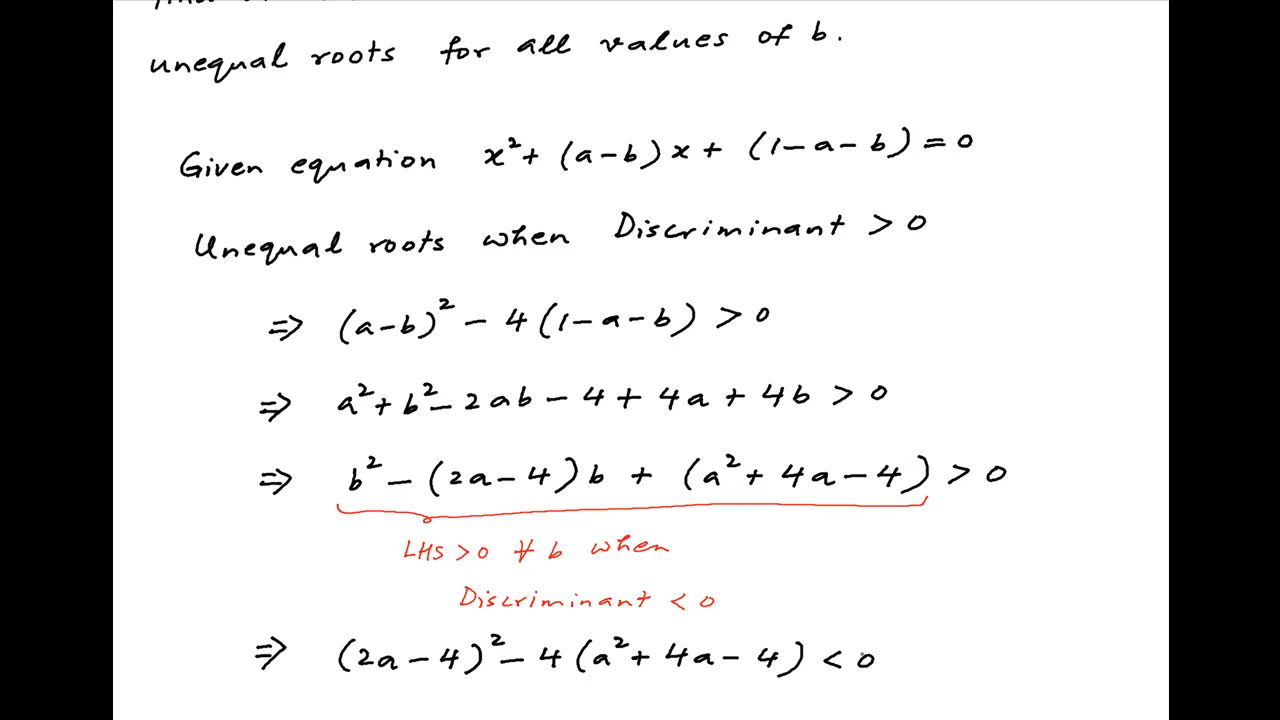 unequal roots for all values of b.
Given equation x² + (a-b)x + (1-a-b) = 0
Unequal roots when Discriminant > 0
⇒ (a-b)² - 4(1-a-b) > 0
⇒ a² + b² - 2ab - 4 + 4a + 4b > 0
⇒ b² - (2a-4)b + (a² + 4a - 4) > 0
LHS > 0 ∀ b when
Discriminant < 0
⇒ (2a-4)² - 4(a² + 4a - 4) < 0